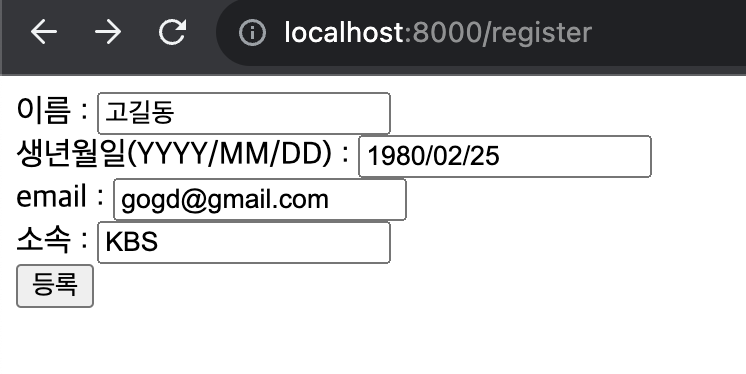 localhost:8000/register
이름 : 고길동
생년월일(YYYY/MM/DD) : 1980/02/25
email : gogd@gmail.com
소속 : KBS
등록